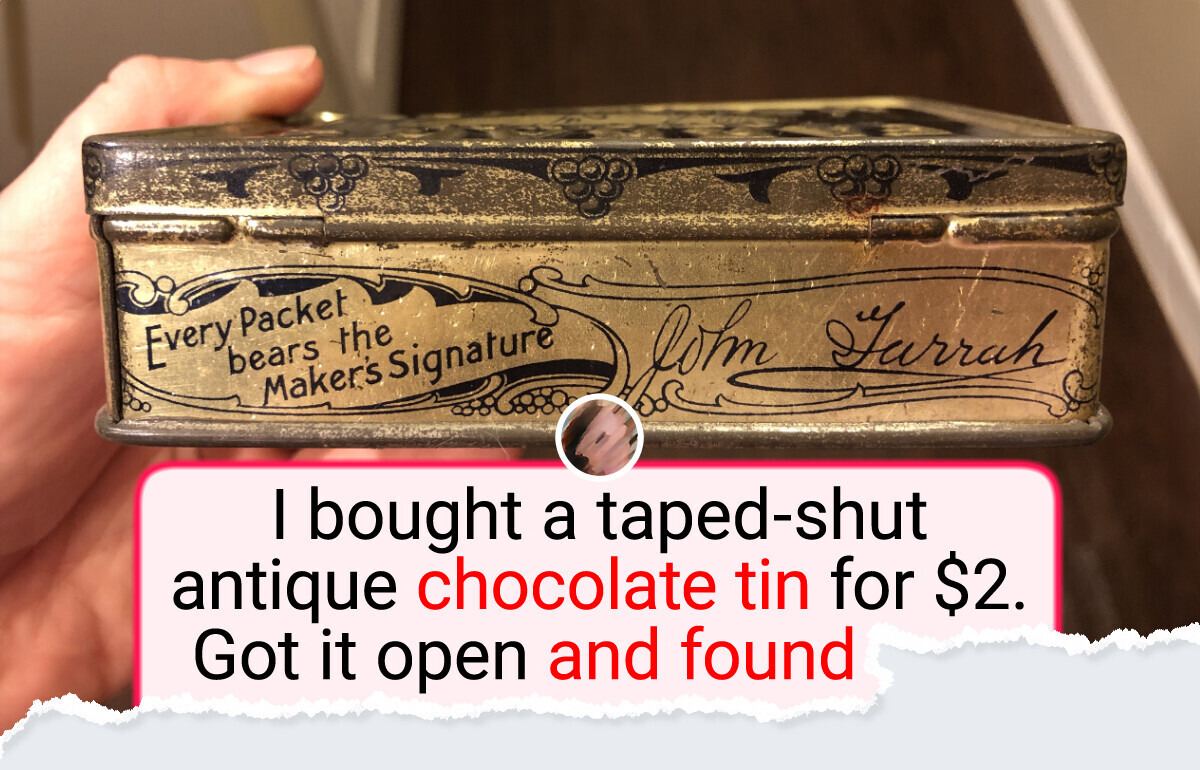 Every Packet
bears the
Maker's Signature
John Farrah
I bought a taped-shut
antique chocolate tin for $2.
Got it open and found